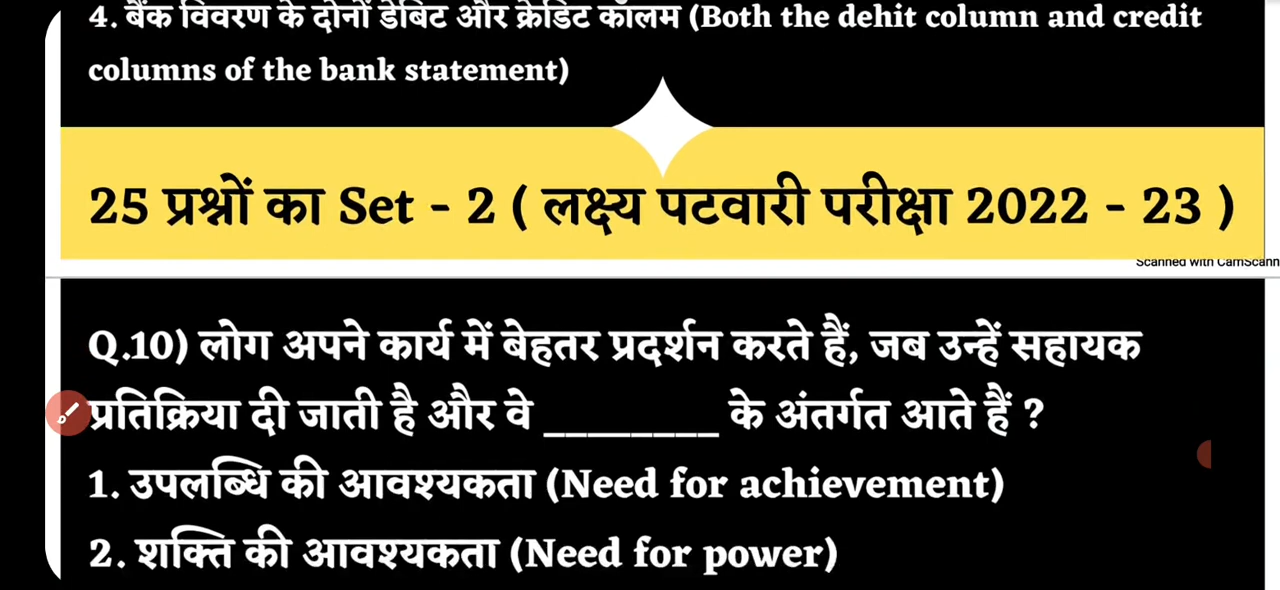 4. बैंक विवरण के दोनों डेबिट और क्रेडिट कॉलम (Both the dehit column and credit
columns of the bank statement)
25 प्रश्नों का Set - 2 ( लक्ष्य पटवारी परीक्षा 2022 - 23 )
Scanned with CamScann
Q.10) लोग अपने कार्य में बेहतर प्रदर्शन करते हैं, जब उन्हें सहायक
प्रतिक्रिया दी जाती है और वे ________ के अंतर्गत आते हैं ?
1. उपलब्धि की आवश्यकता (Need for achievement)
2. शक्ति की आवश्यकता (Need for power)